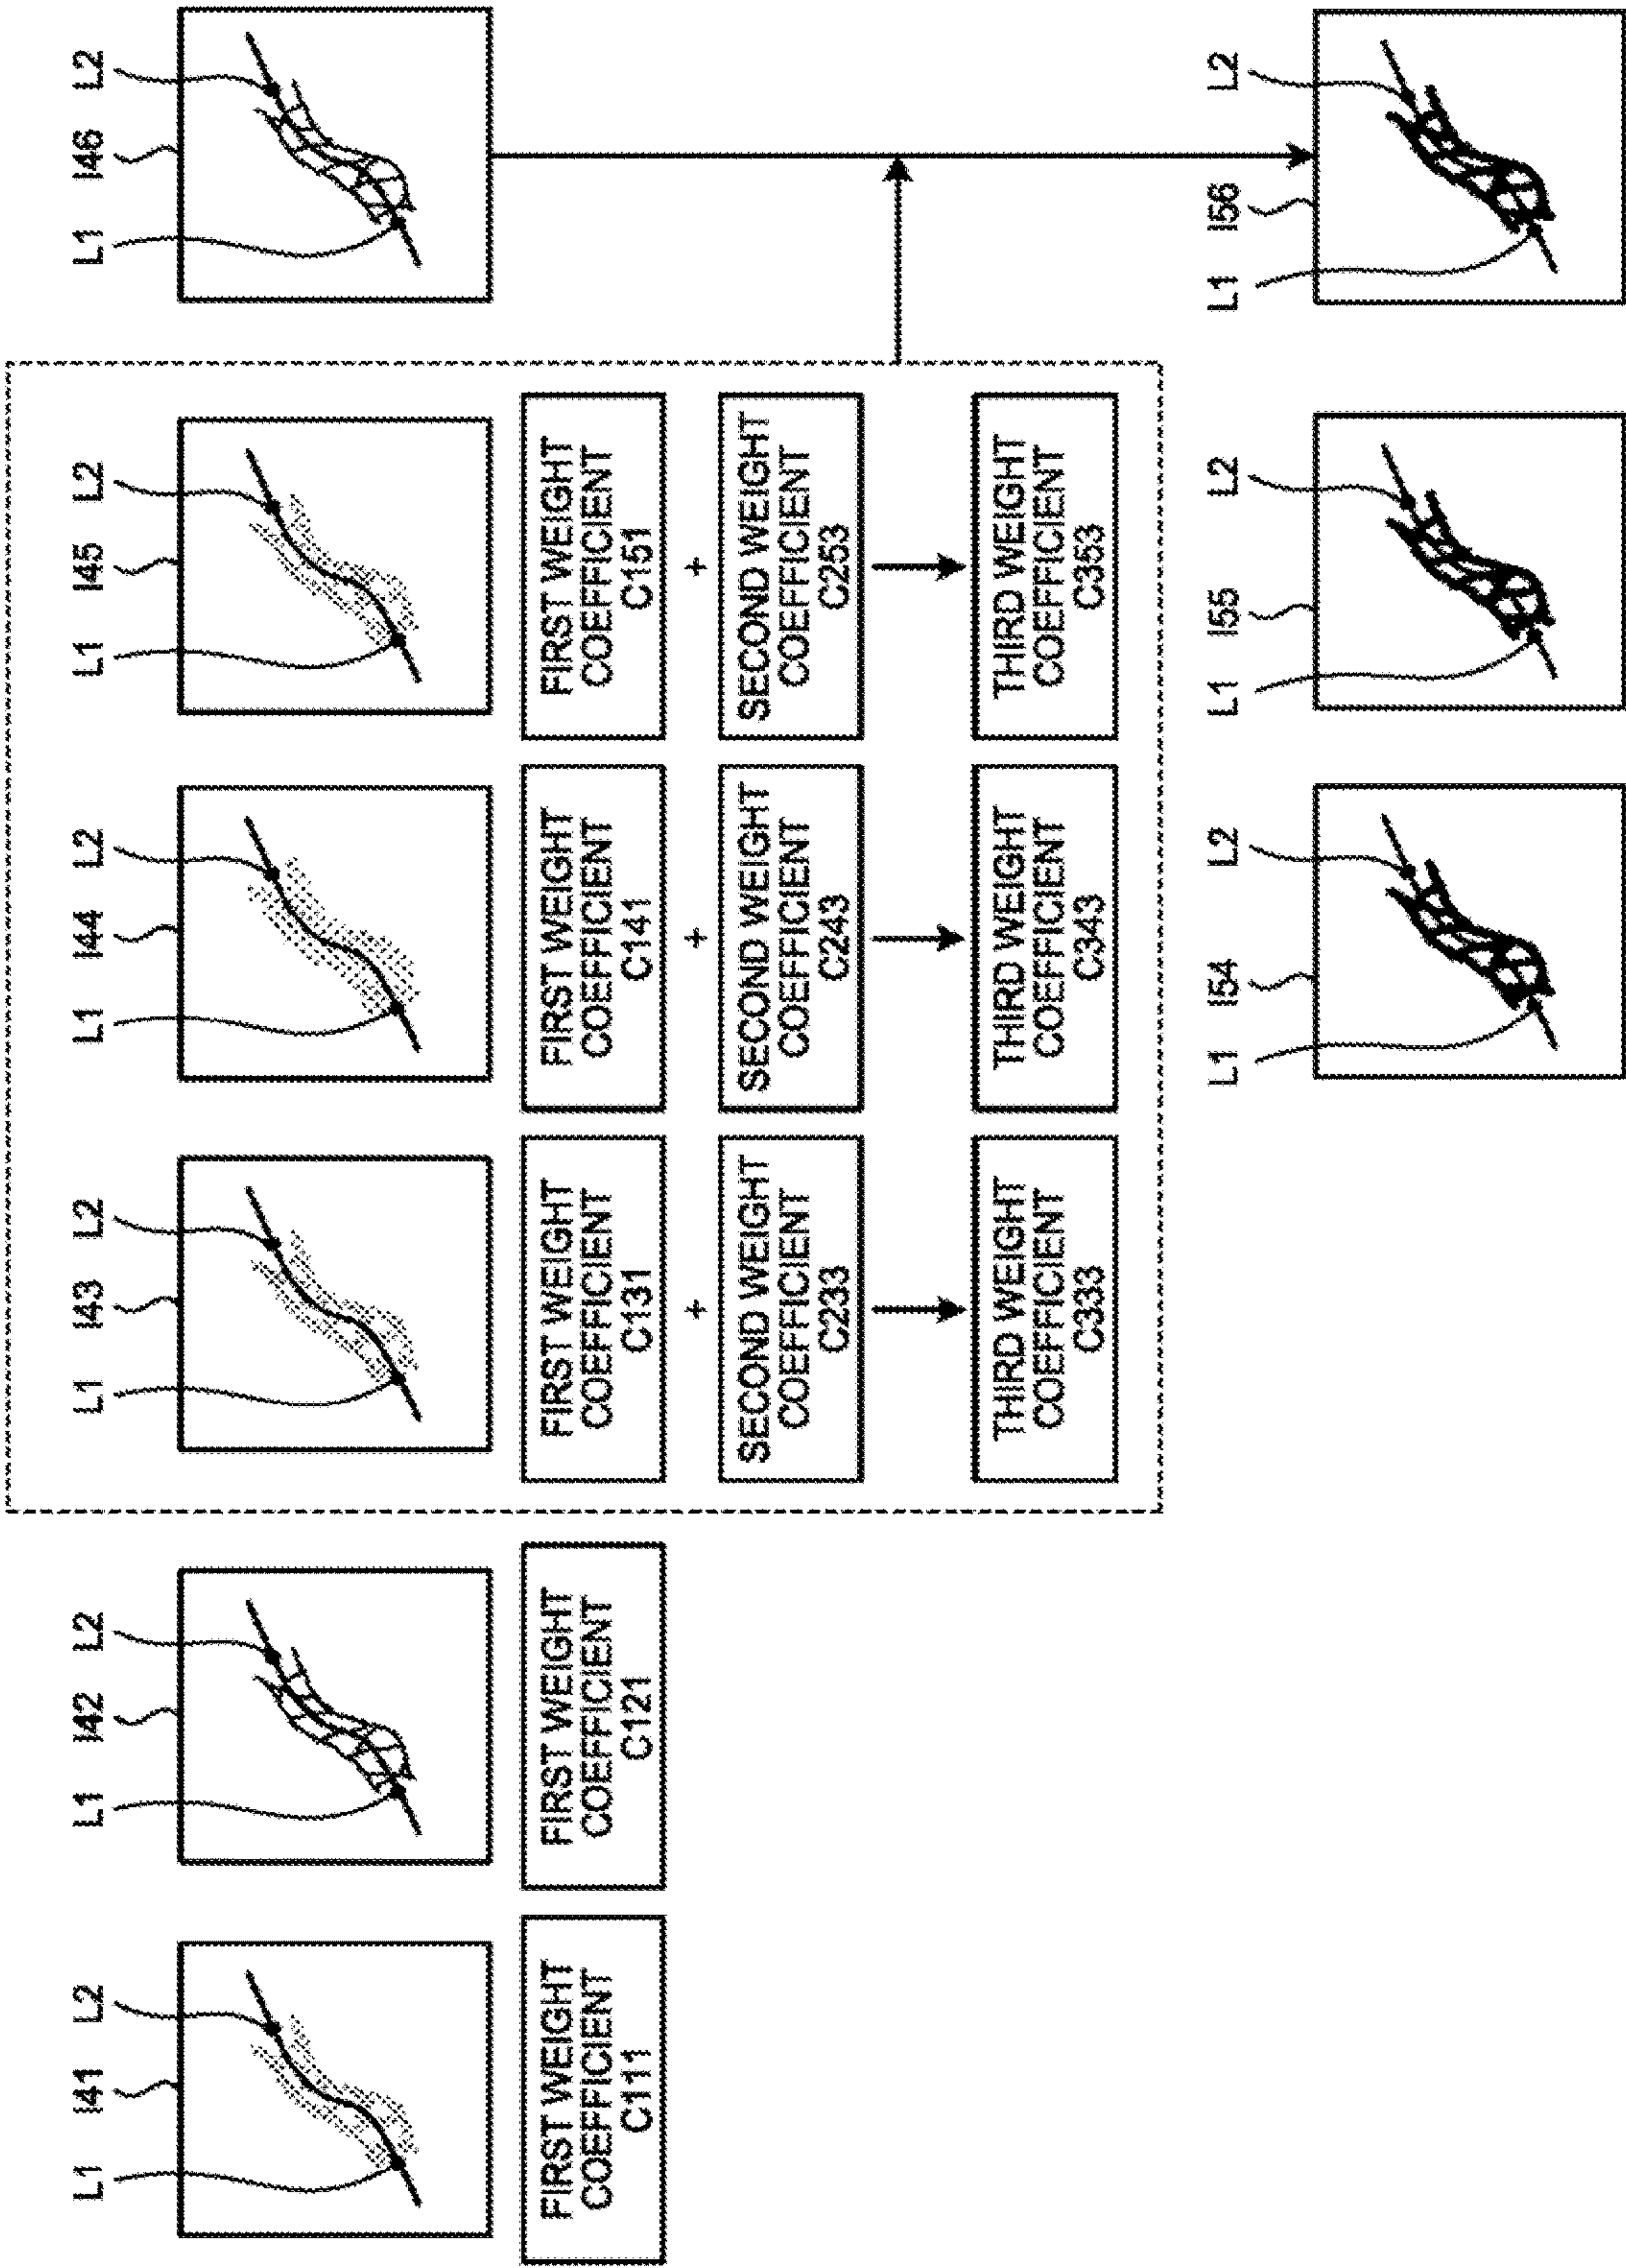 L1 I41 L2
L1 I42 L2
L1 I43 L2
L1 I44 L2
L1 I45 L2
L1 I46 L2
FIRST WEIGHT
COEFFICIENT
C111
FIRST WEIGHT
COEFFICIENT
C121
FIRST WEIGHT
COEFFICIENT
C131
FIRST WEIGHT
COEFFICIENT
C141
FIRST WEIGHT
COEFFICIENT
C151
+
+
+
SECOND WEIGHT
COEFFICIENT
C233
SECOND WEIGHT
COEFFICIENT
C243
SECOND WEIGHT
COEFFICIENT
C253
THIRD WEIGHT
COEFFICIENT
C333
THIRD WEIGHT
COEFFICIENT
C343
THIRD WEIGHT
COEFFICIENT
C353
L1 I54 L2
L1 I55 L2
L1 I56 L2